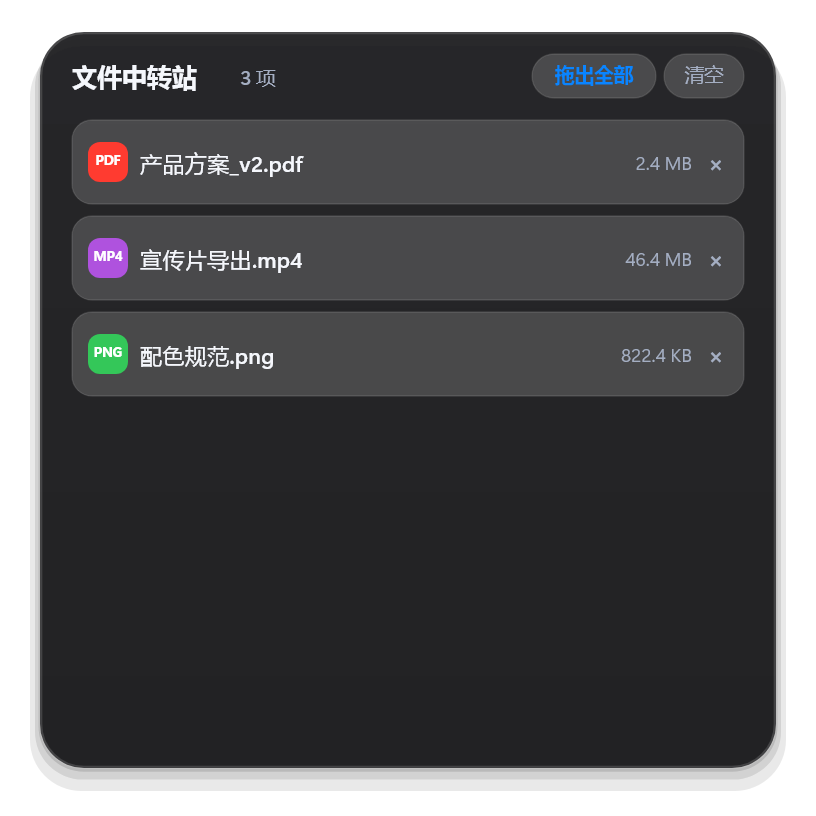 文件中转站 3 项 拖出全部 清空
PDF 产品方案_v2.pdf 2.4 MB ×
MP4 宣传片导出.mp4 46.4 MB ×
PNG 配色规范.png 822.4 KB ×